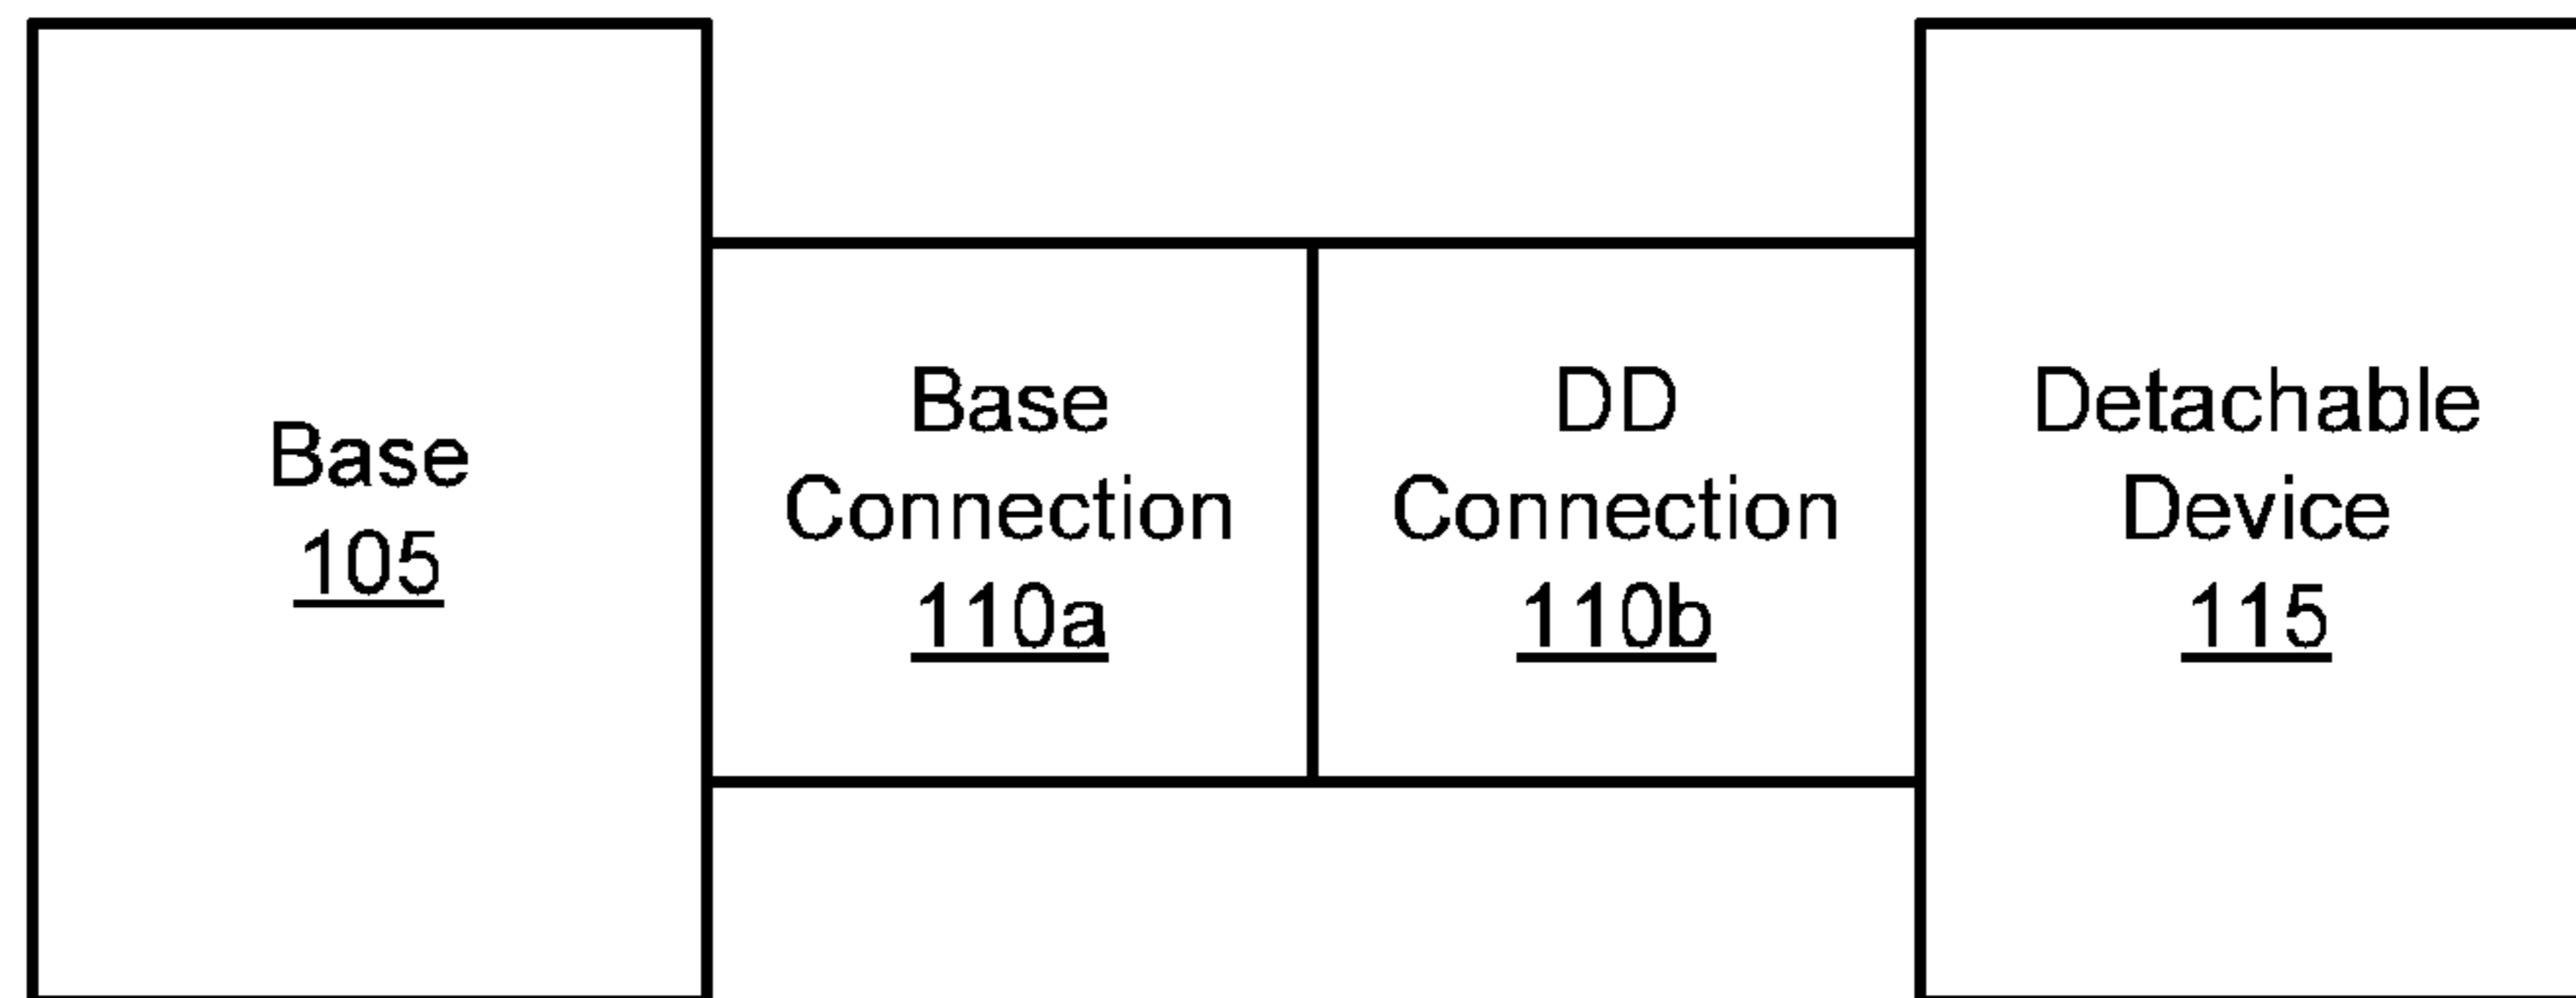 Base
105
Base
Connection
110a
DD
Connection
110b
Detachable
Device
115